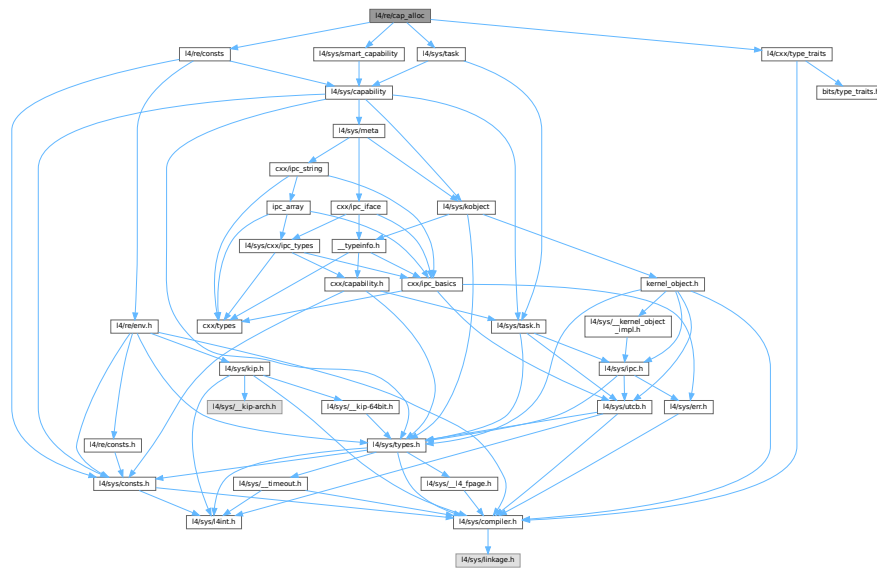 l4/re/cap_alloc
l4/re/consts
l4/sys/smart_capability
l4/sys/task
l4/cxx/type_traits
l4/sys/capability
bits/type_traits.h
l4/sys/meta
cxx/ipc_string
ipc_array
cxx/ipc_iface
l4/sys/kobject
l4/sys/cxx/ipc_types
__typeinfo.h
cxx/capability.h
cxx/ipc_basics
kernel_object.h
l4/re/env.h
cxx/types
l4/sys/task.h
l4/sys/__kernel_object
_impl.h
l4/sys/kip.h
l4/sys/ipc.h
l4/sys/__kip-arch.h
l4/sys/__kip-64bit.h
l4/sys/utcb.h
l4/sys/err.h
l4/re/consts.h
l4/sys/types.h
l4/sys/consts.h
l4/sys/__timeout.h
l4/sys/__l4_fpage.h
l4/sys/l4int.h
l4/sys/compiler.h
l4/sys/linkage.h